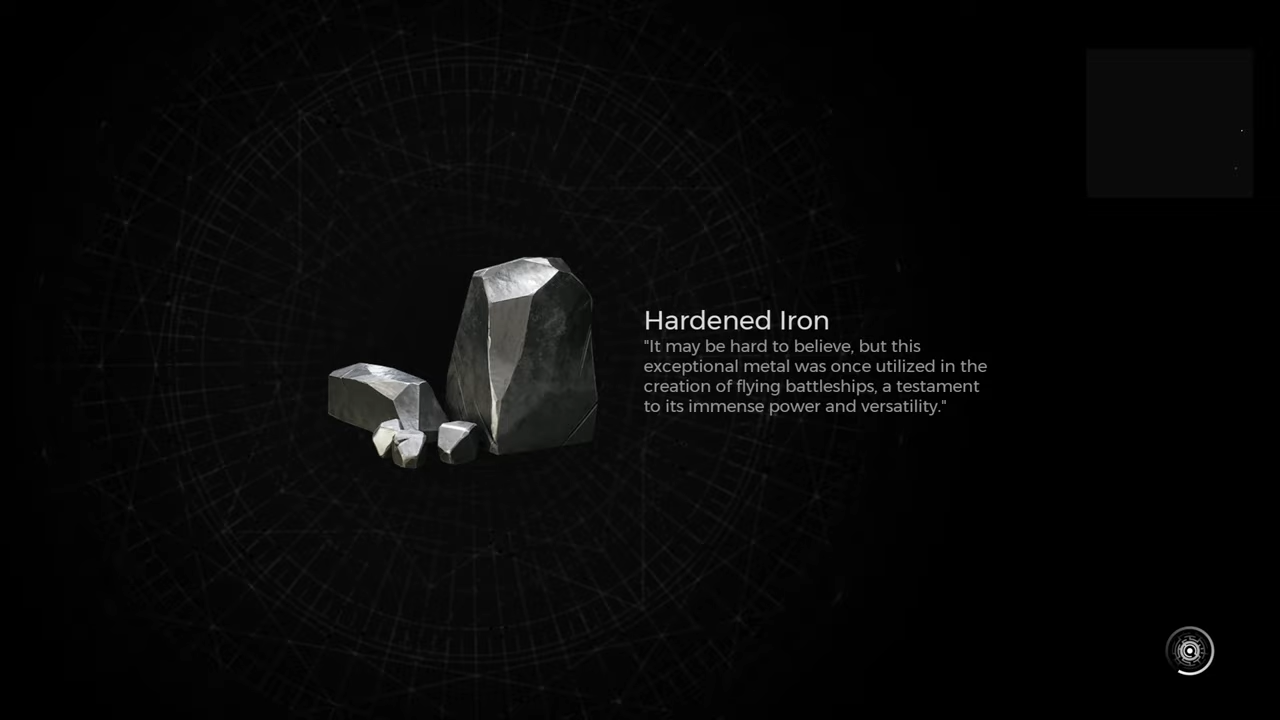 Hardened Iron
"It may be hard to believe, but this
exceptional metal was once utilized in the
creation of flying battleships, a testament
to its immense power and versatility."